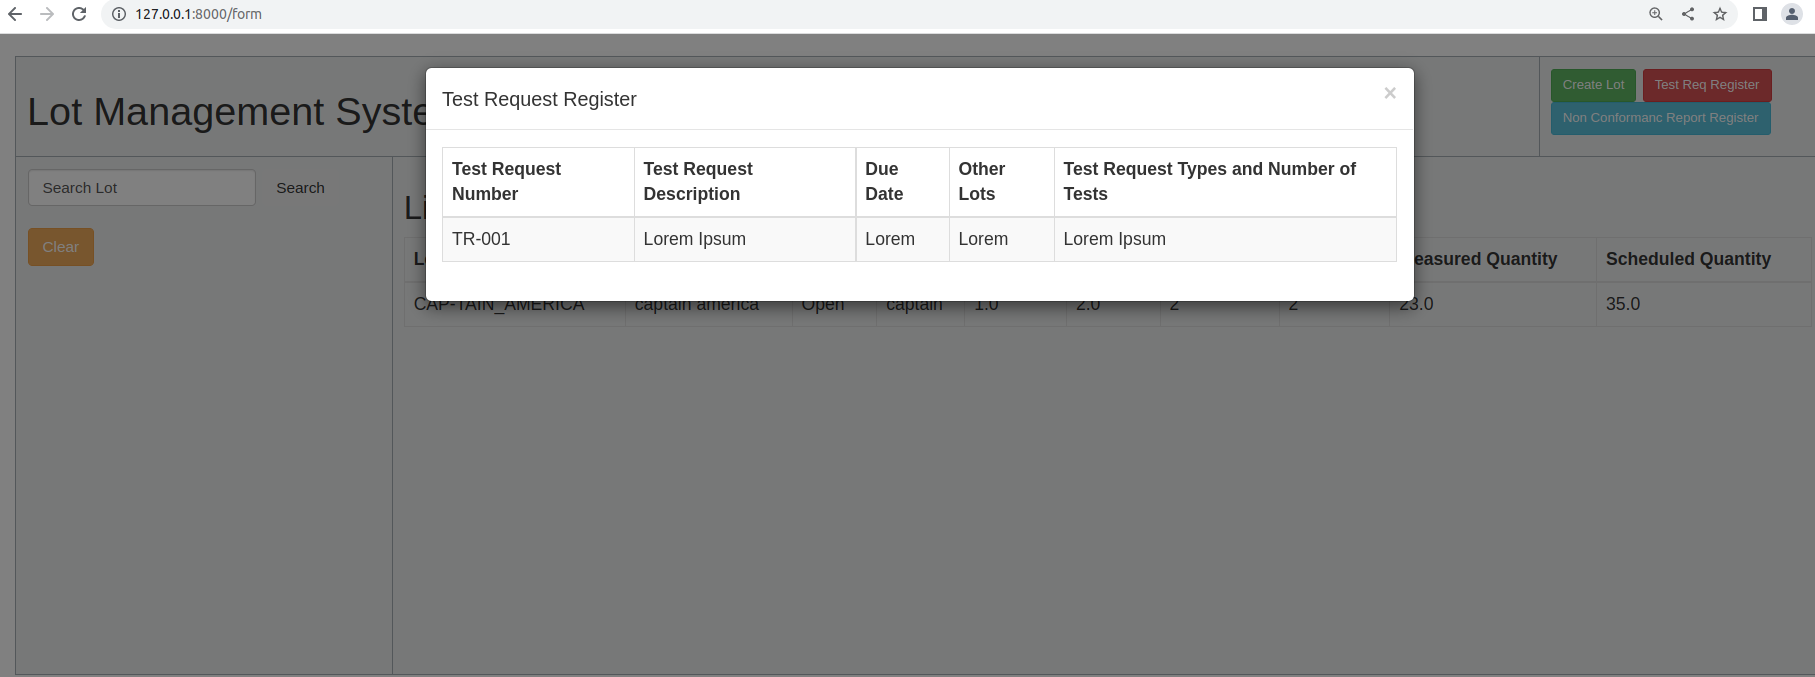 127.0.0.1:8000/form
Lot Management Syste
Test Request Register
×
Create Lot Test Req Register
Non Conformanc Report Register
Search Lot Search
Clear
Test Request Number Test Request Description Due Date Other Lots Test Request Types and Number of Tests
TR-001 Lorem Ipsum Lorem Lorem Lorem Ipsum
Li
L easured Quantity Scheduled Quantity
CAP-TAIN_AMERICA captain america Open captain 1.0 2.0 2 2 23.0 35.0